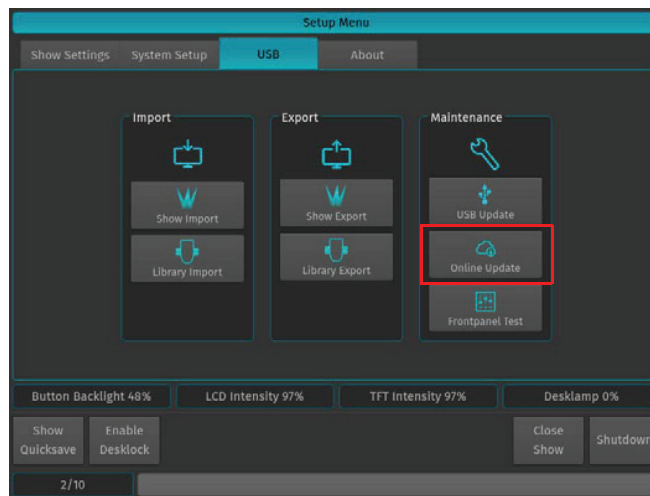 Setup Menu
Show Settings System Setup USB About
Import Export Maintenance
Show Import Show Export USB Update
Library Import Library Export Online Update
Frontpanel Test
Button Backlight 48% LCD Intensity 97% TFT Intensity 97% Desklamp 0%
Show Enable Close Shutdown
Quicksave Desklock Show
2/10